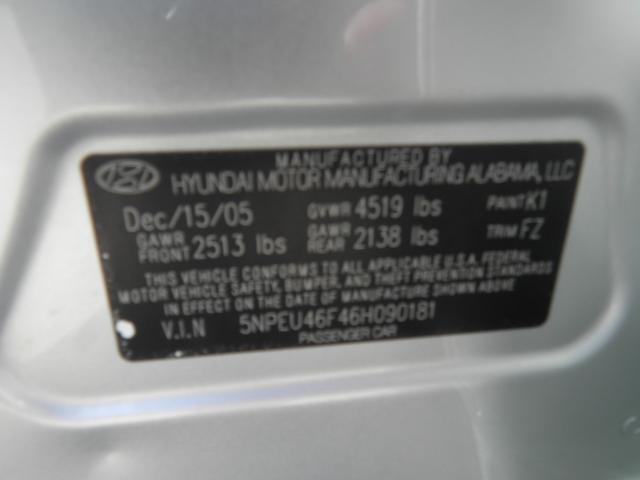 MANUFACTURED BY
HYUNDAI MOTOR MANUFACTURING ALABAMA, LLC
Dec/15/05 GVWR 4519 lbs PAINT K1
GAWR FRONT 2513 lbs GAWR REAR 2138 lbs TRIM FZ
THIS VEHICLE CONFORMS TO ALL APPLICABLE U.S.A. FEDERAL
MOTOR VEHICLE SAFETY, BUMPER, AND THEFT PREVENTION STANDARDS
IN EFFECT ON THE DATE OF MANUFACTURE SHOWN ABOVE.
V.I.N 5NPEU46F46H090181
PASSENGER CAR